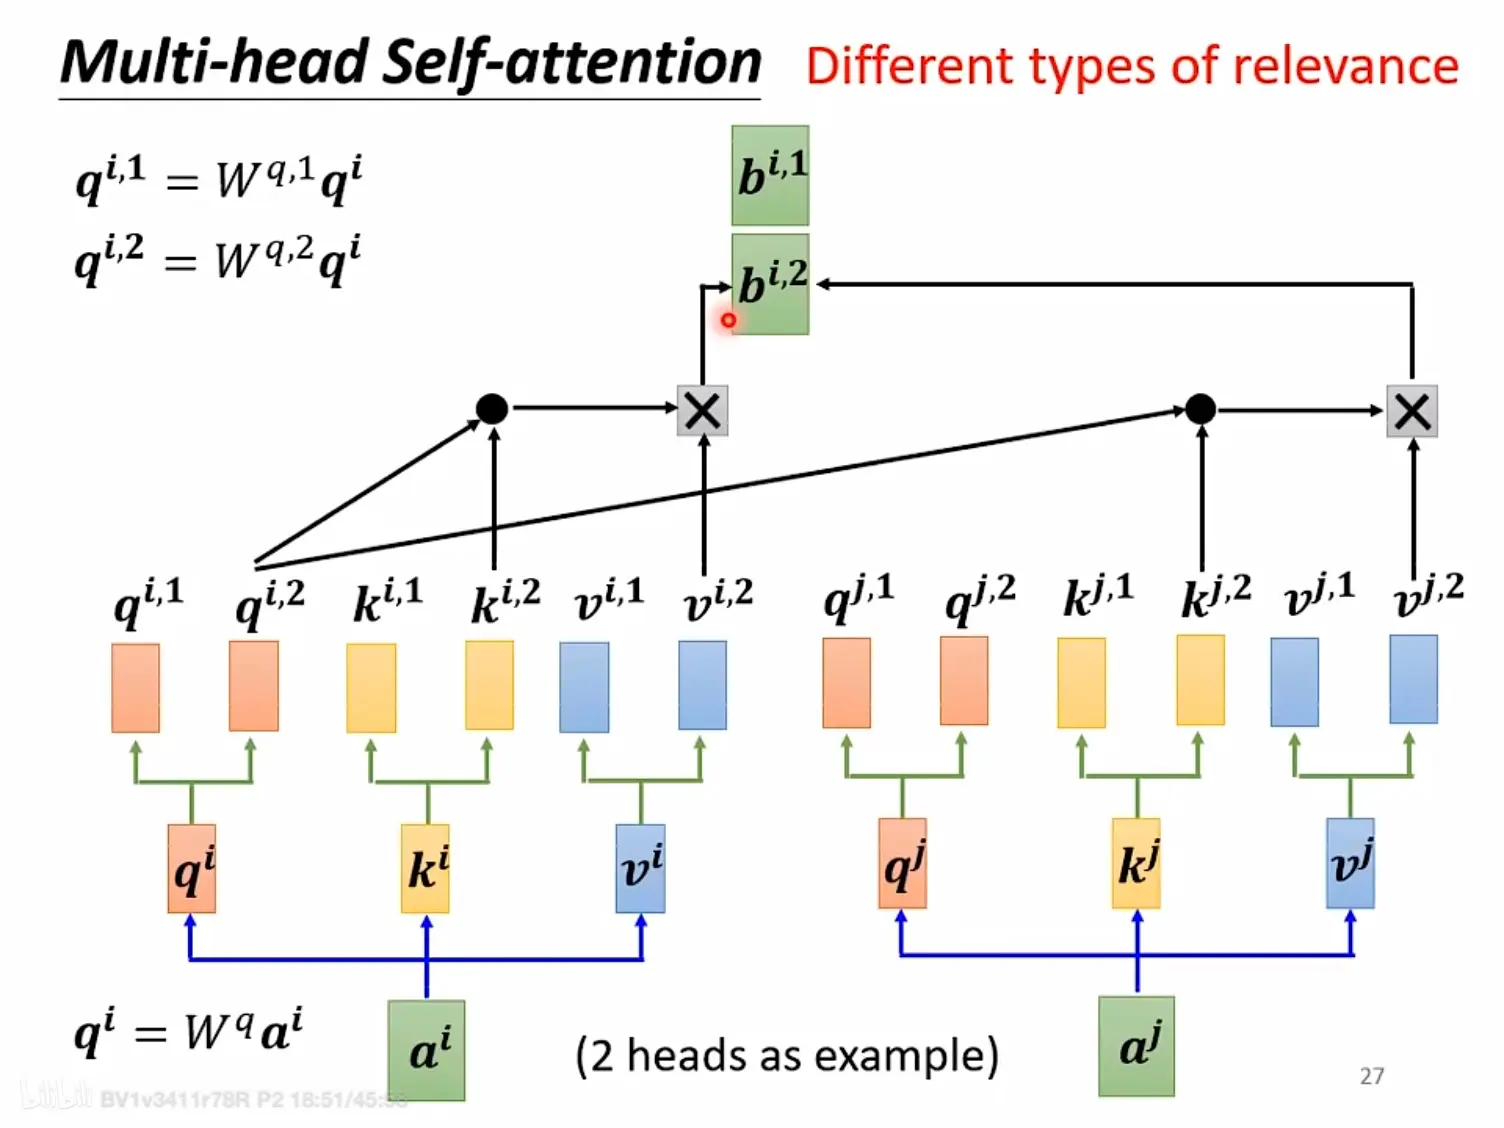 Multi-head Self-attention Different types of relevance
q^{i,1} = W^{q,1}q^i
q^{i,2} = W^{q,2}q^i
b^{i,1}
b^{i,2}
q^{i,1} q^{i,2} k^{i,1} k^{i,2} v^{i,1} v^{i,2} q^{j,1} q^{j,2} k^{j,1} k^{j,2} v^{j,1} v^{j,2}
q^i k^i v^i q^j k^j v^j
q^i = W^q a^i
a^i
(2 heads as example)
a^j
27
bilibili BV1v3411r78R P2 18:51/45: